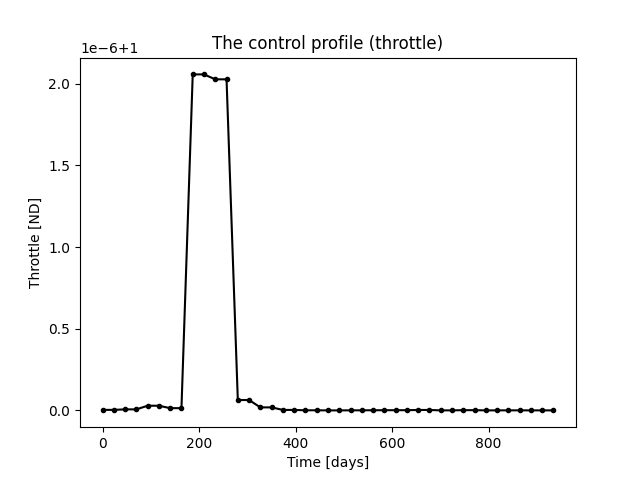 The control profile (throttle)
1e−6+1
2.0
1.5
1.0
0.5
0.0
Throttle [ND]
0 200 400 600 800
Time [days]